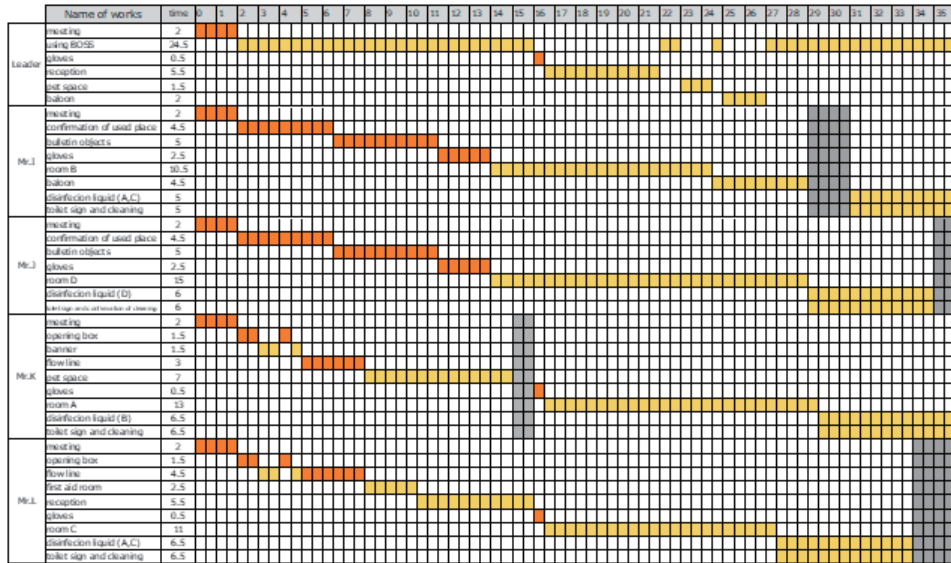 Name of works time 0 1 2 3 4 5 6 7 8 9 10 11 12 13 14 15 16 17 18 19 20 21 22 23 24 25 26 27 28 29 30 31 32 33 34 35
Leader
meeting 2
using BOSS 24.5
gloves 0.5
reception 5.5
pet space 1.5
baloon 2
Mr.I
meeting 2
confirmation of used place 4.5
bulletin objects 5
gloves 2.5
room B 10.5
baloon 4.5
disinfecion liquid (A,C) 5
toilet sign and cleaning 5
Mr.J
meeting 2
confirmation of used place 4.5
bulletin objects 5
gloves 2.5
room D 15
disinfecion liquid (D) 6
toilet sign and confirmation of cleaning 6
Mr.K
meeting 2
opening box 1.5
banner 1.5
flow line 3
pet space 7
gloves 0.5
room A 13
disinfecion liquid (B) 6.5
toilet sign and cleaning 6.5
Mr.L
meeting 2
opening box 1.5
flow line 4.5
first aid room 2.5
reception 5.5
gloves 0.5
room C 11
disinfecion liquid (A,C) 6.5
toilet sign and cleaning 6.5